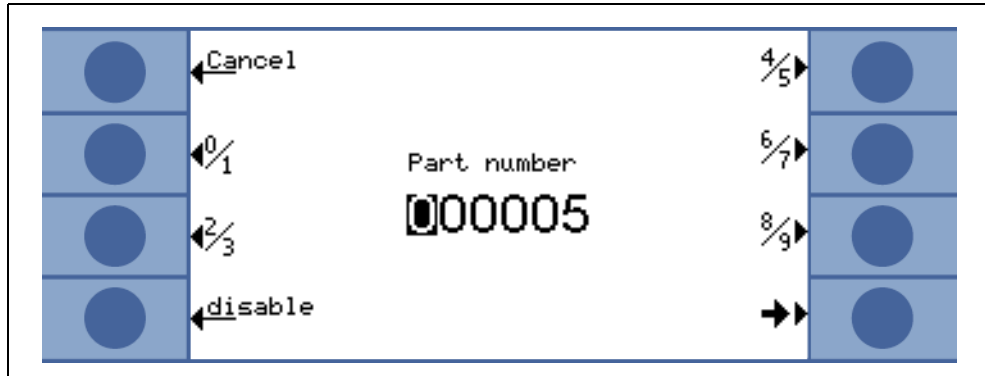 Cancel
4/5
0/1
Part number
6/7
000005
2/3
8/9
disable